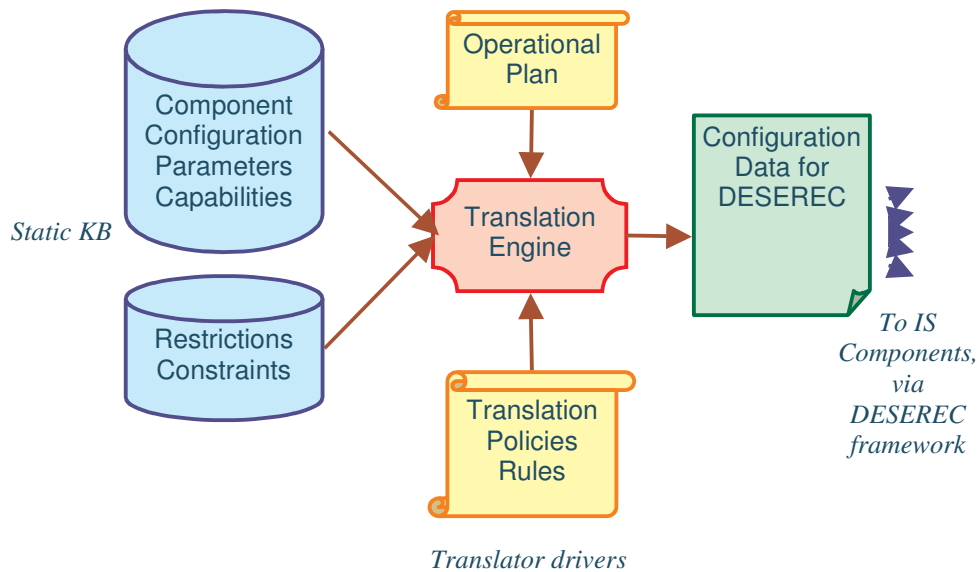 Operational
Plan
Component
Configuration
Parameters
Capabilities
Configuration
Data for
DESEREC
Static KB
Translation
Engine
Restrictions
Constraints
To IS
Components,
via
DESEREC
framework
Translation
Policies
Rules
Translator drivers